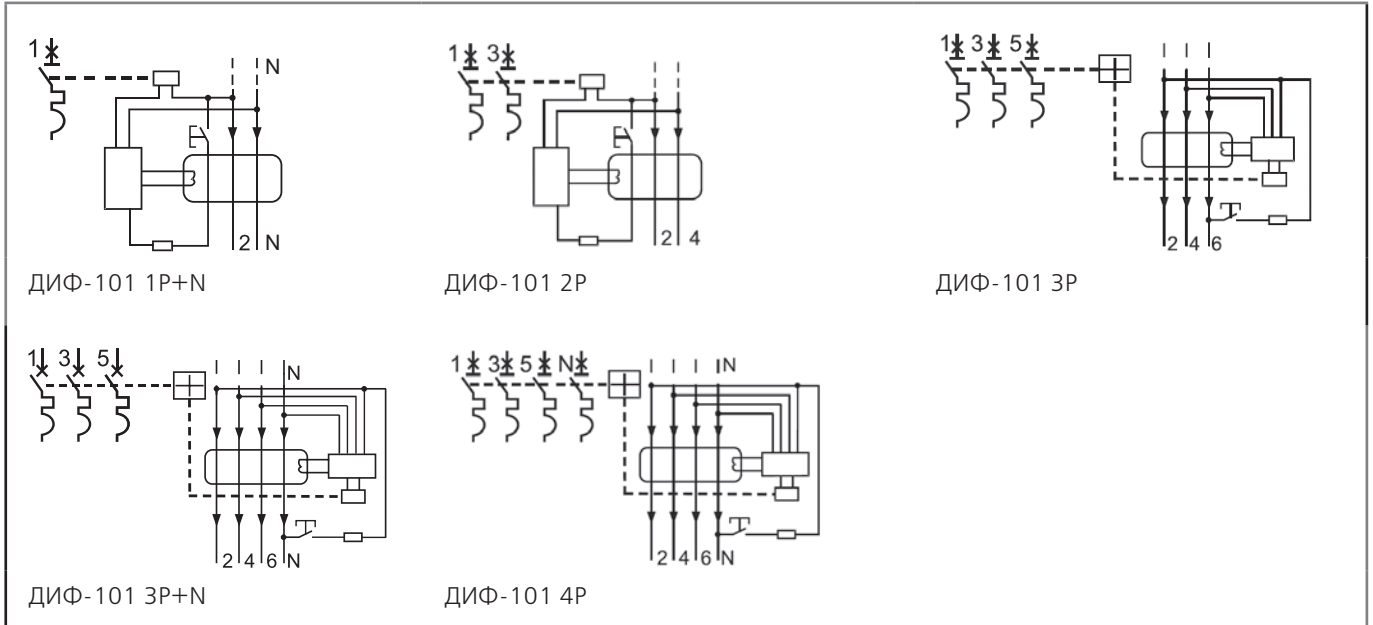 1 N
2 N
ДИФ-101 1P+N
1 3
2 4
ДИФ-101 2P
1 3 5
2 4 6
ДИФ-101 3P
1 3 5 N
2 4 6 N
ДИФ-101 3P+N
1 3 5 N N
2 4 6 N
ДИФ-101 4P